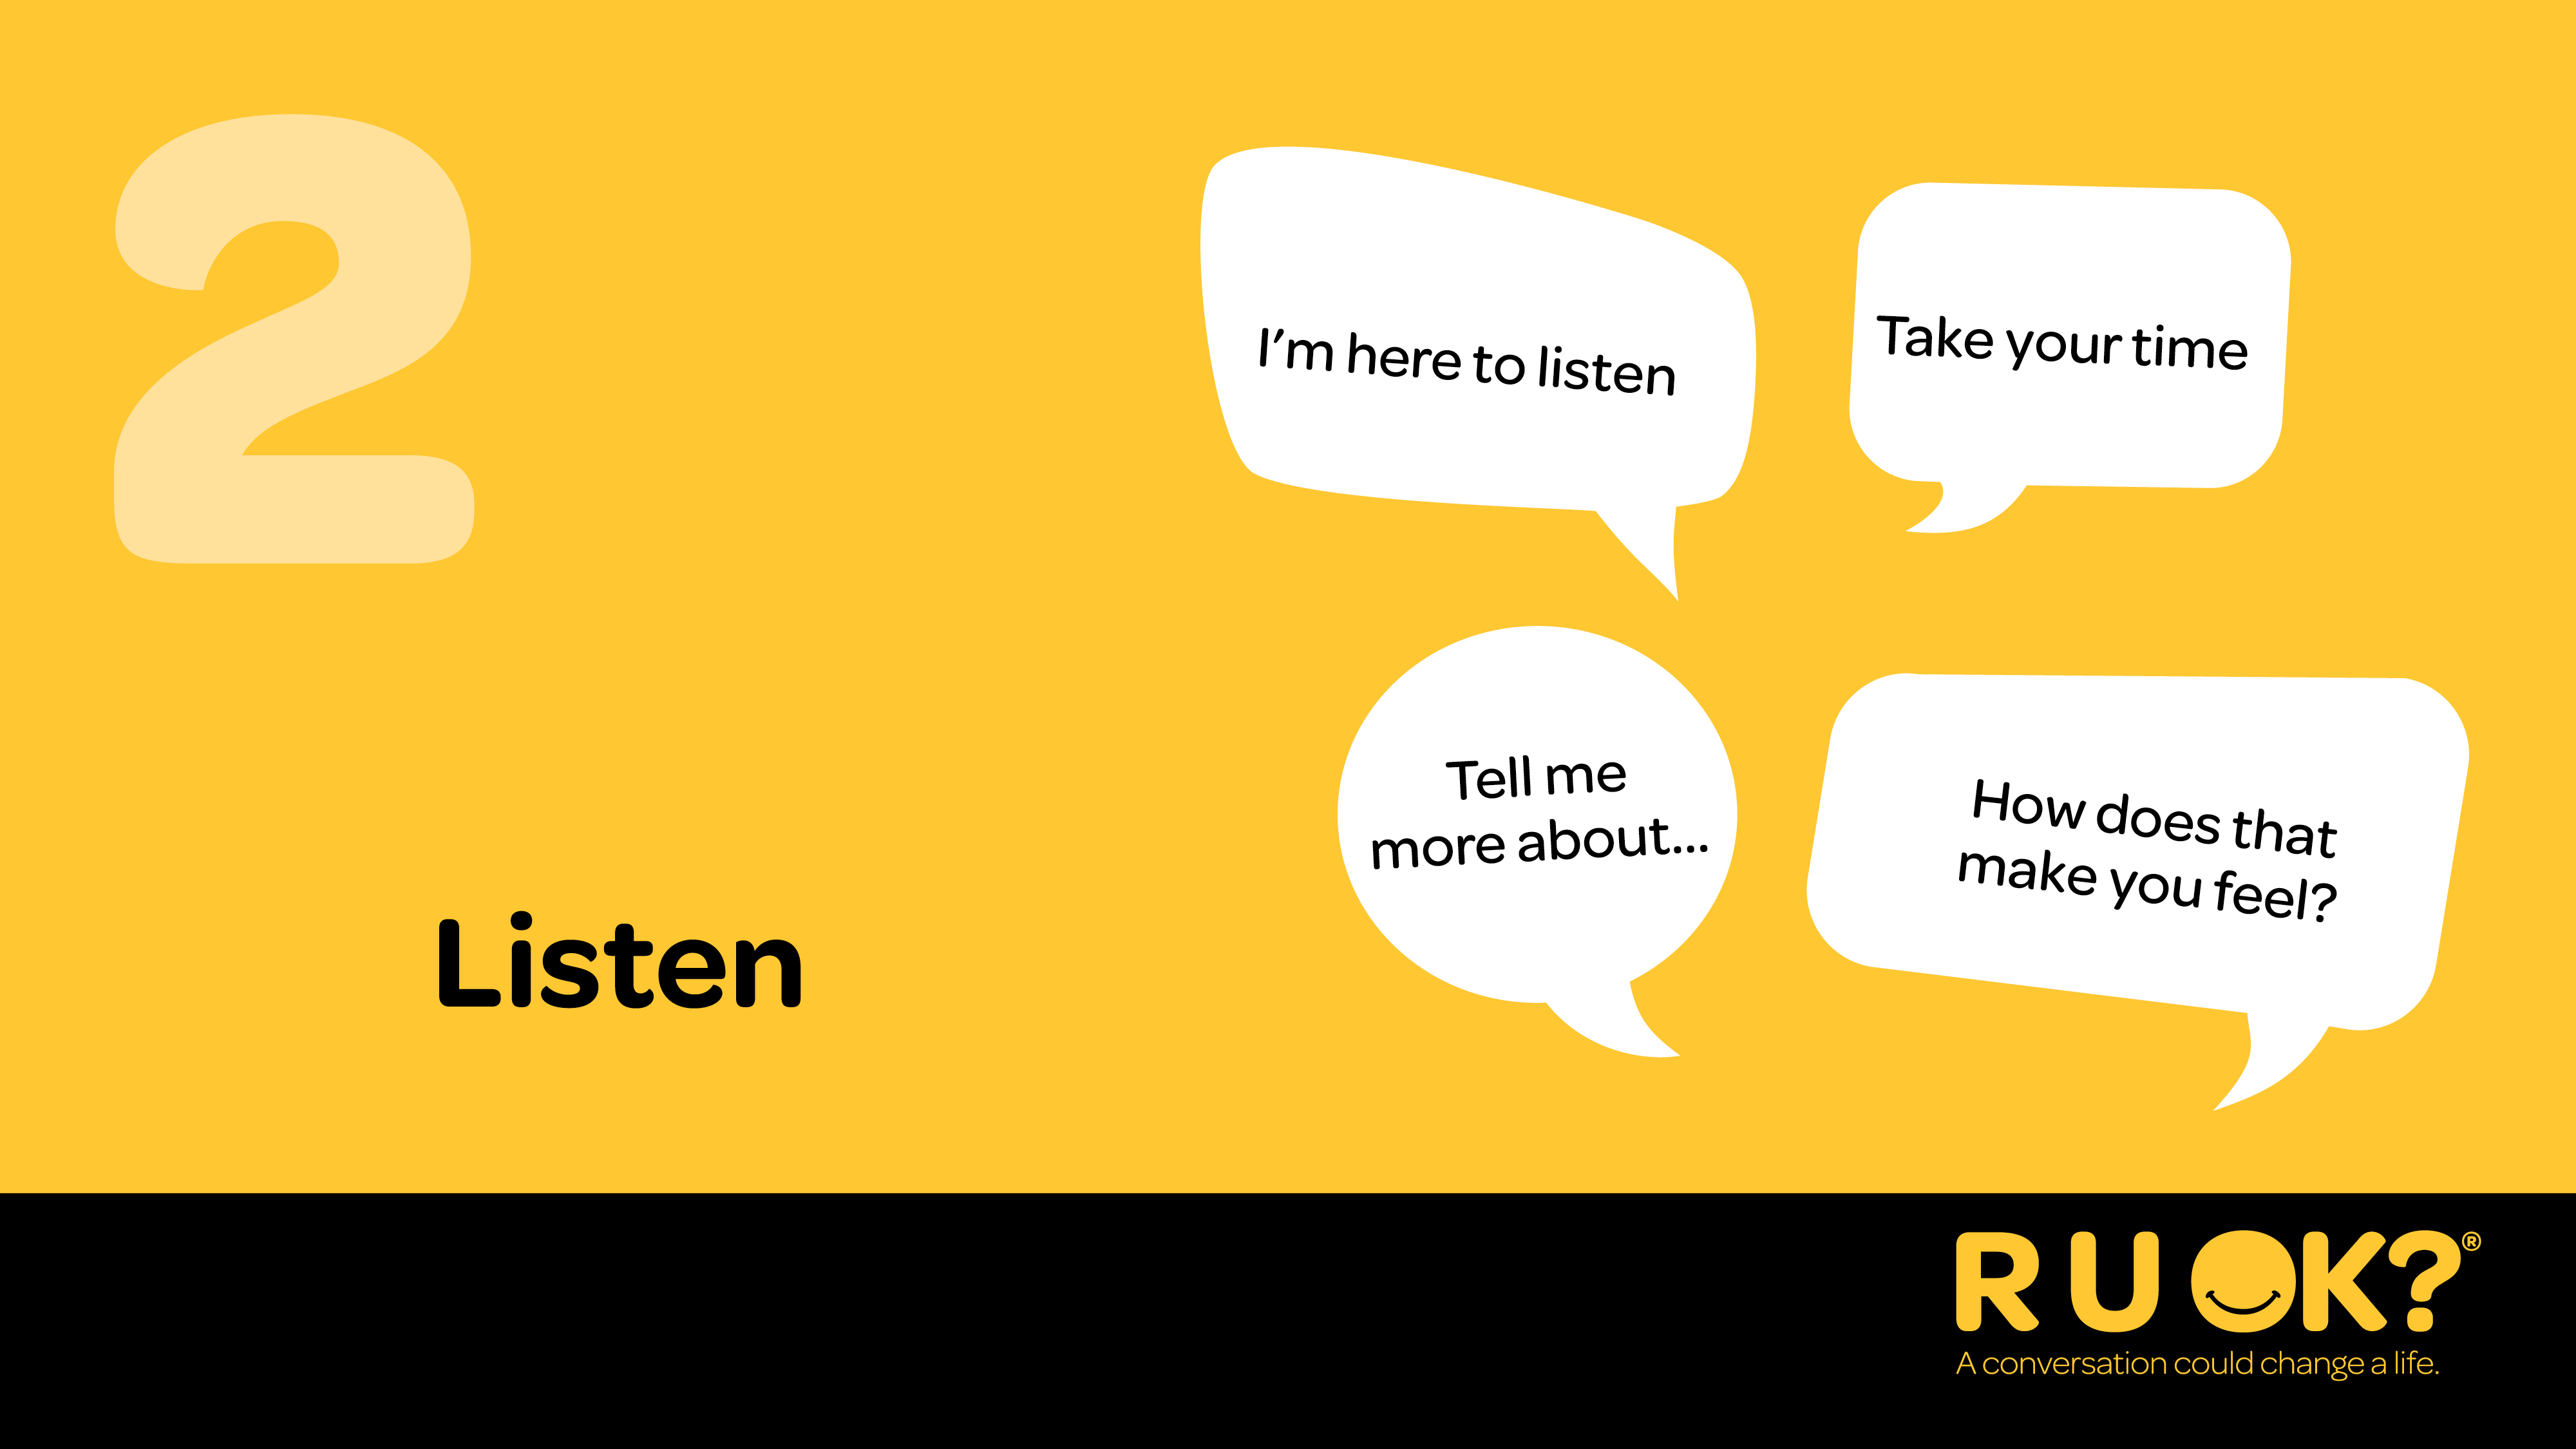 2
Listen
I’m here to listen
Take your time
Tell me
more about...
How does that
make you feel?
R U OK?®
A conversation could change a life.